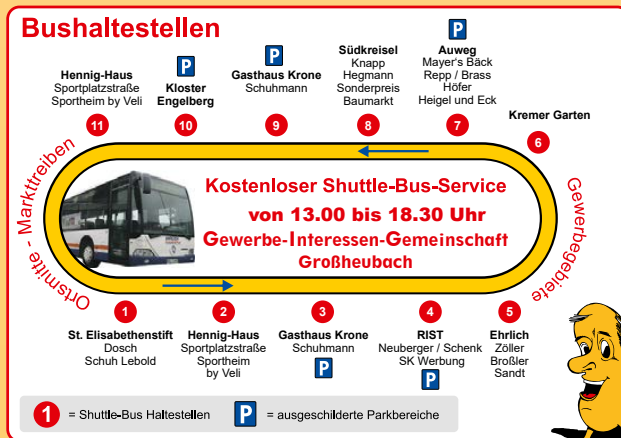 Bushaltestellen
Hennig-Haus
Sportplatzstraße
Sportheim by Veli
11
P
Kloster
Engelberg
10
P
Gasthaus Krone
Schuhmann
9
Südkreisel
Knapp
Hegmann
Sonderpreis
Baumarkt
8
P
Auweg
Mayer's Bäck
Repp / Brass
Höfer
Heigel und Eck
7
Kremer Garten
6
Ortsmitte - Markttreiben
Kostenloser Shuttle-Bus-Service
von 13.00 bis 18.30 Uhr
Gewerbe-Interessen-Gemeinschaft
Großheubach
Gewerbegebiete
1
St. Elisabethenstift
Dosch
Schuh Lebold
2
Hennig-Haus
Sportplatzstraße
Sportheim
by Veli
3
Gasthaus Krone
Schuhmann
P
4
RIST
Neuberger / Schenk
SK Werbung
P
5
Ehrlich
Zöller
Broßler
Sandt
1 = Shuttle-Bus Haltestellen
P = ausgeschilderte Parkbereiche